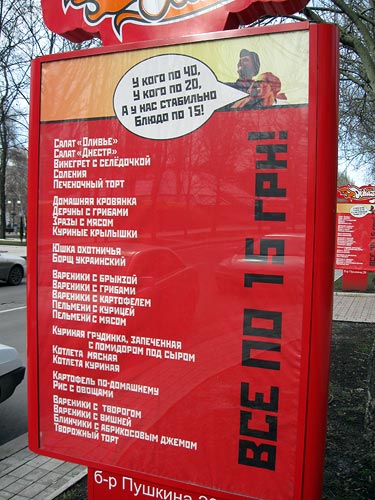 У кого по 40,
У кого по 20,
А у нас стабильно
Блюдо по 15!
Салат «Оливье»
Салат «Днестр»
Винегрет с селёдочкой
Соления
Печеночный торт
Домашняя кровянка
Деруны с грибами
Зразы с мясом
Куриные крылышки
Юшка охотничья
Борщ украинский
Вареники с брынзой
Вареники с грибами
Вареники с картофелем
Пельмени с курицей
Пельмени с мясом
Куриная грудинка, запеченная
с помидором под сыром
Котлета мясная
Котлета куриная
Картофель по-домашнему
Рис с овощами
Вареники с творогом
Вареники с вишней
Блинчики с абрикосовым джемом
Творожный торт
ВСЕ ПО 15 ГРН!
б-р Пушкина